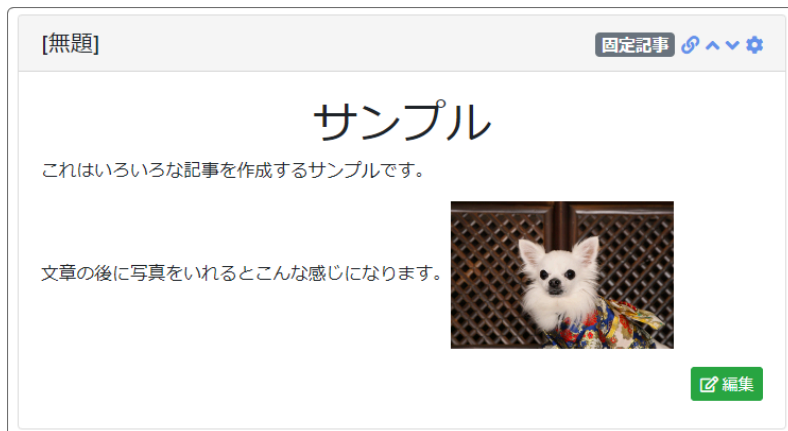 [無題]
固定記事
サンプル
これはいろいろな記事を作成するサンプルです。
文章の後に写真をいれるとこんな感じになります。
編集